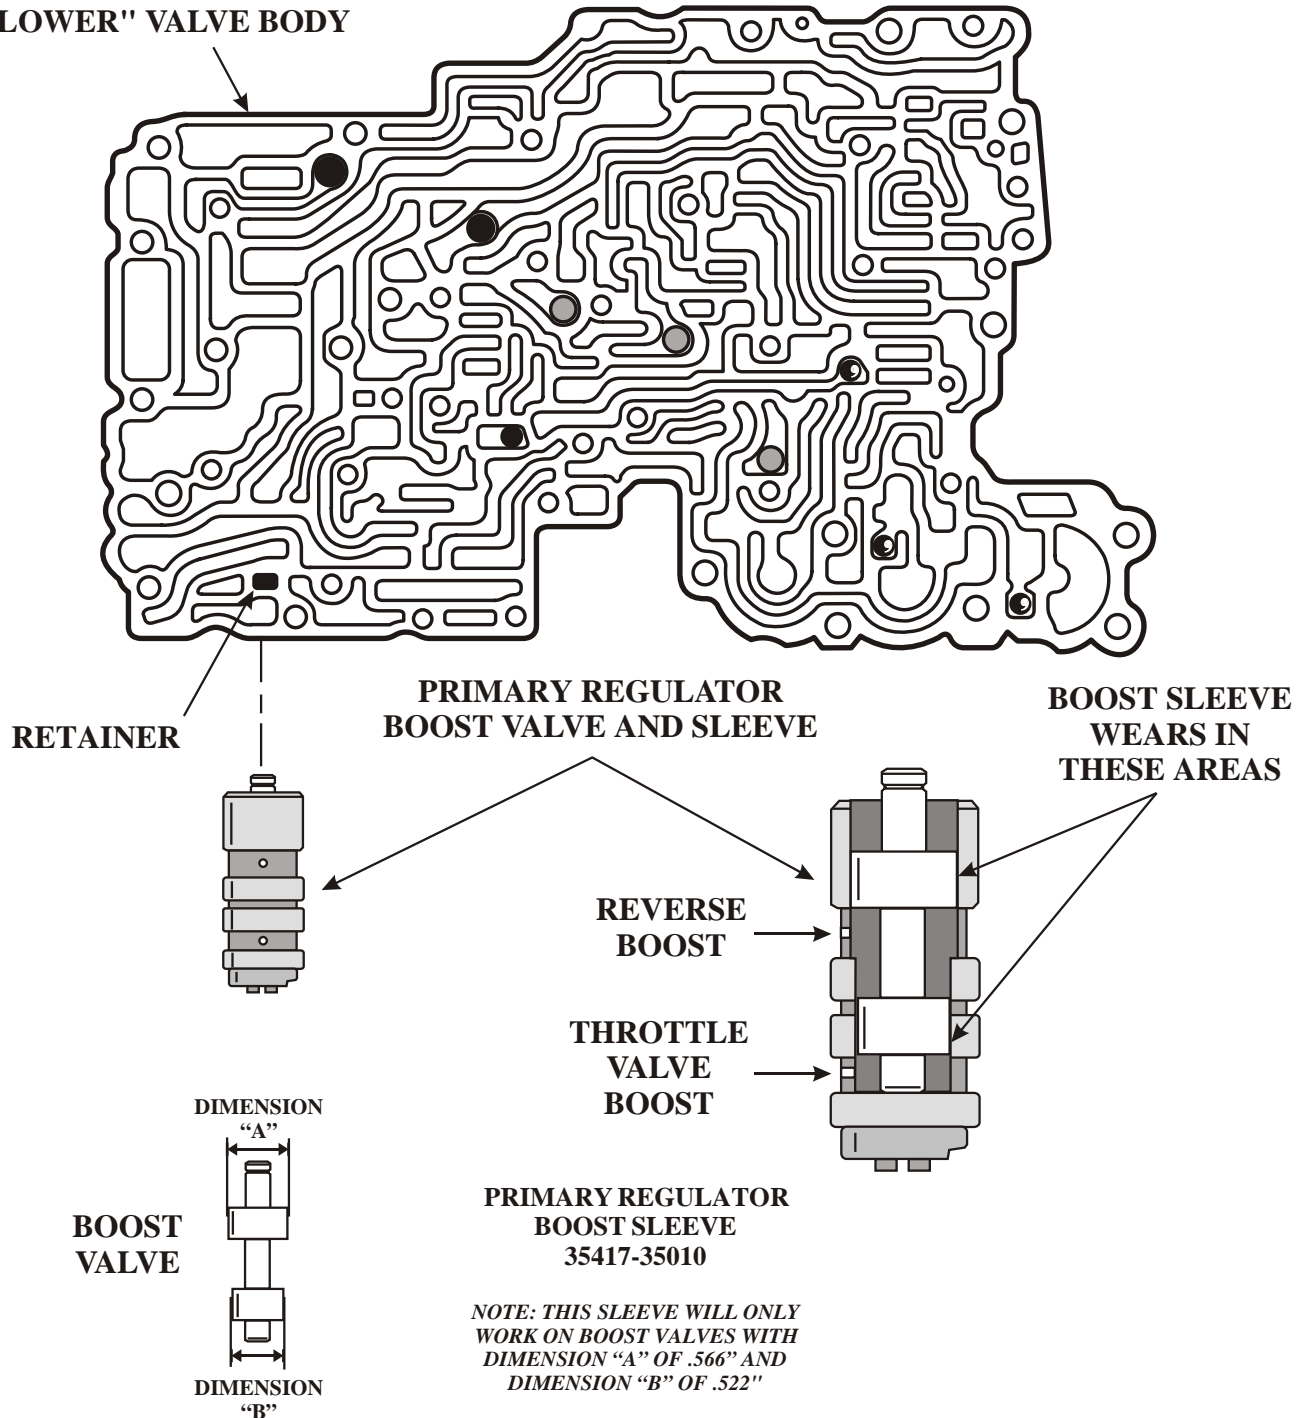 LOWER" VALVE BODY
PRIMARY REGULATOR
BOOST VALVE AND SLEEVE
BOOST SLEEVE
WEARS IN
THESE AREAS
RETAINER
REVERSE
BOOST
THROTTLE
VALVE
BOOST
DIMENSION
“A”
BOOST
VALVE
DIMENSION
“B”
PRIMARY REGULATOR
BOOST SLEEVE
35417-35010
NOTE: THIS SLEEVE WILL ONLY
WORK ON BOOST VALVES WITH
DIMENSION “A” OF .566” AND
DIMENSION “B” OF .522"